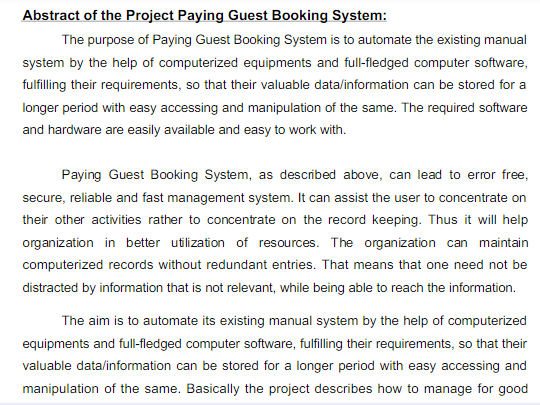 Abstract of the Project Paying Guest Booking System:
The purpose of Paying Guest Booking System is to automate the existing manual
system by the help of computerized equipments and full-fledged computer software,
fulfilling their requirements, so that their valuable data/information can be stored for a
longer period with easy accessing and manipulation of the same. The required software
and hardware are easily available and easy to work with.
Paying Guest Booking System, as described above, can lead to error free,
secure, reliable and fast management system. It can assist the user to concentrate on
their other activities rather to concentrate on the record keeping. Thus it will help
organization in better utilization of resources. The organization can maintain
computerized records without redundant entries. That means that one need not be
distracted by information that is not relevant, while being able to reach the information.
The aim is to automate its existing manual system by the help of computerized
equipments and full-fledged computer software, fulfilling their requirements, so that their
valuable data/information can be stored for a longer period with easy accessing and
manipulation of the same. Basically the project describes how to manage for good